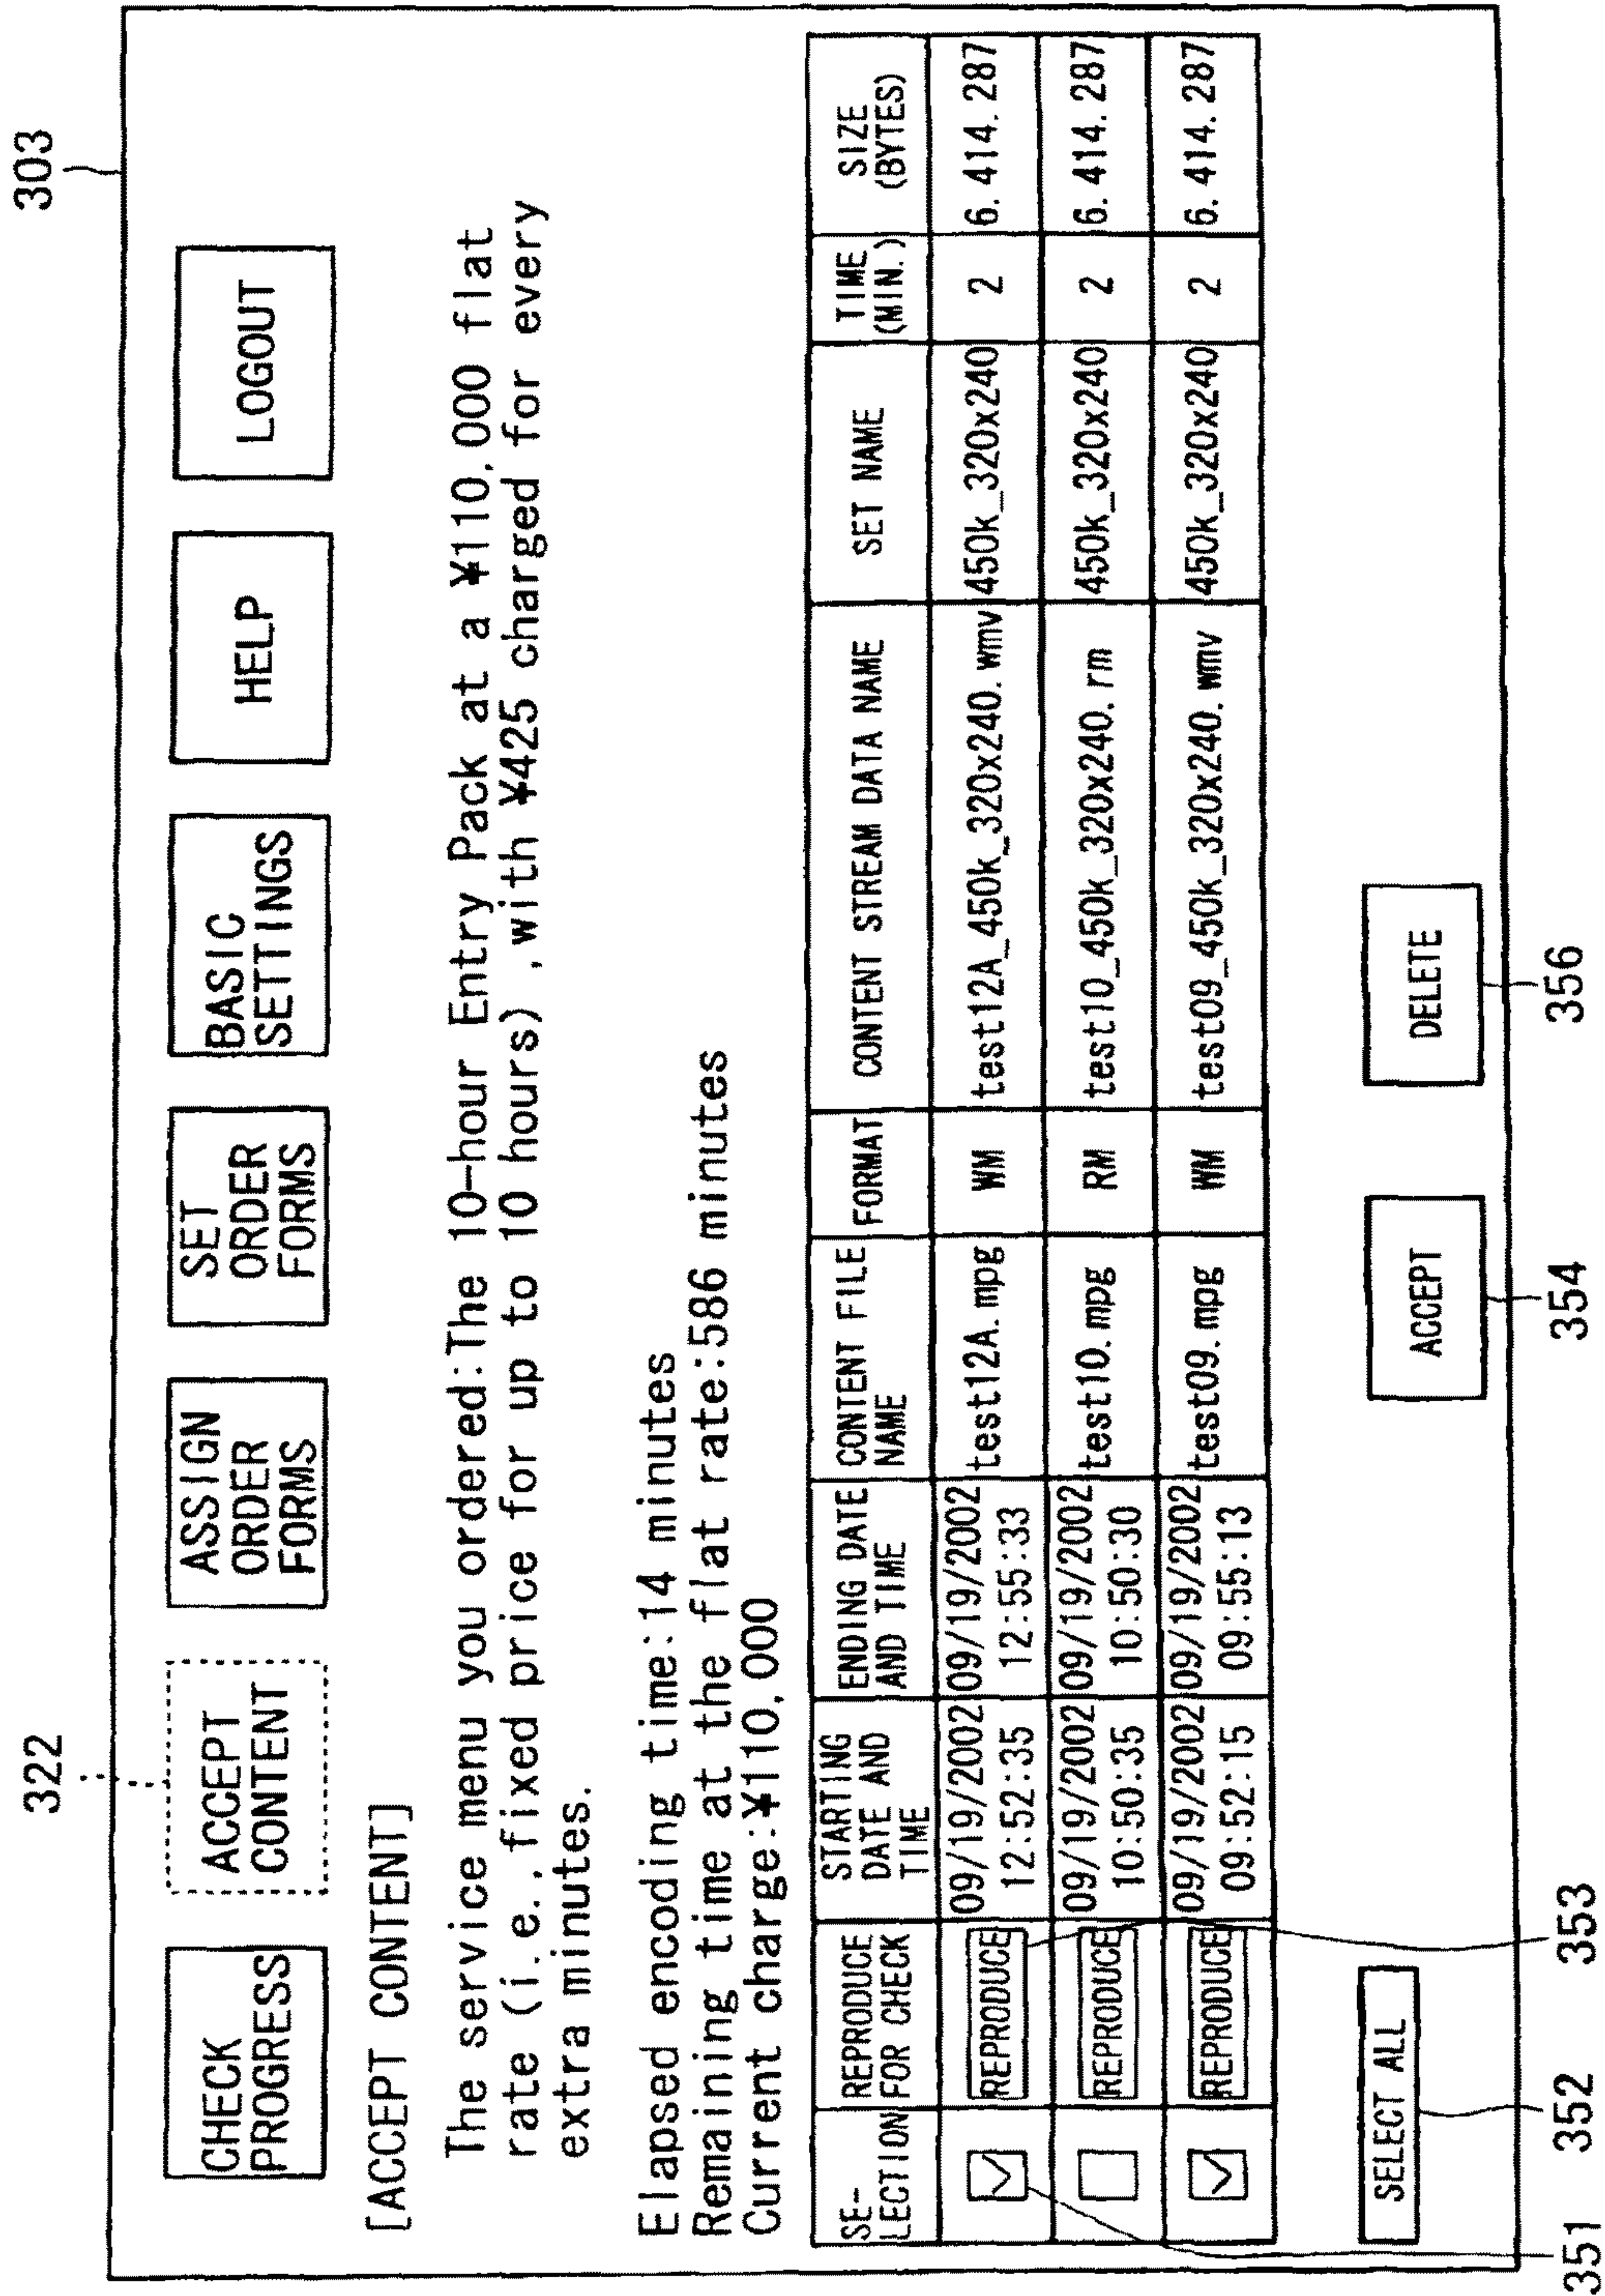 303
322
CHECK PROGRESS
ACCEPT CONTENT
ASSIGN ORDER FORMS
SET ORDER FORMS
BASIC SETTINGS
HELP
LOGOUT
[ACCEPT CONTENT]
The service menu you ordered:The 10-hour Entry Pack at a ¥110,000 flat
rate (i.e.,fixed price for up to 10 hours),with ¥425 charged for every
extra minutes.
Elapsed encoding time:14 minutes
Remaining time at the flat rate:586 minutes
Current charge:¥110,000
SE-LECTION REPRODUCE FOR CHECK STARTING DATE AND TIME ENDING DATE AND TIME CONTENT FILE NAME FORMAT CONTENT STREAM DATA NAME SET NAME TIME (MIN.) SIZE (BYTES)
REPRODUCE 09/19/2002 12:52:35 09/19/2002 12:55:33 test12A.mpg WM test12A_450k_320x240.wmv 450k_320x240 2 6.414.287
REPRODUCE 09/19/2002 10:50:35 09/19/2002 10:50:30 test10.mpg RM test10_450k_320x240.rm 450k_320x240 2 6.414.287
REPRODUCE 09/19/2002 09:52:15 09/19/2002 09:55:13 test09.mpg WM test09_450k_320x240.wmv 450k_320x240 2 6.414.287
SELECT ALL
ACCEPT
DELETE
351
352
353
354
356